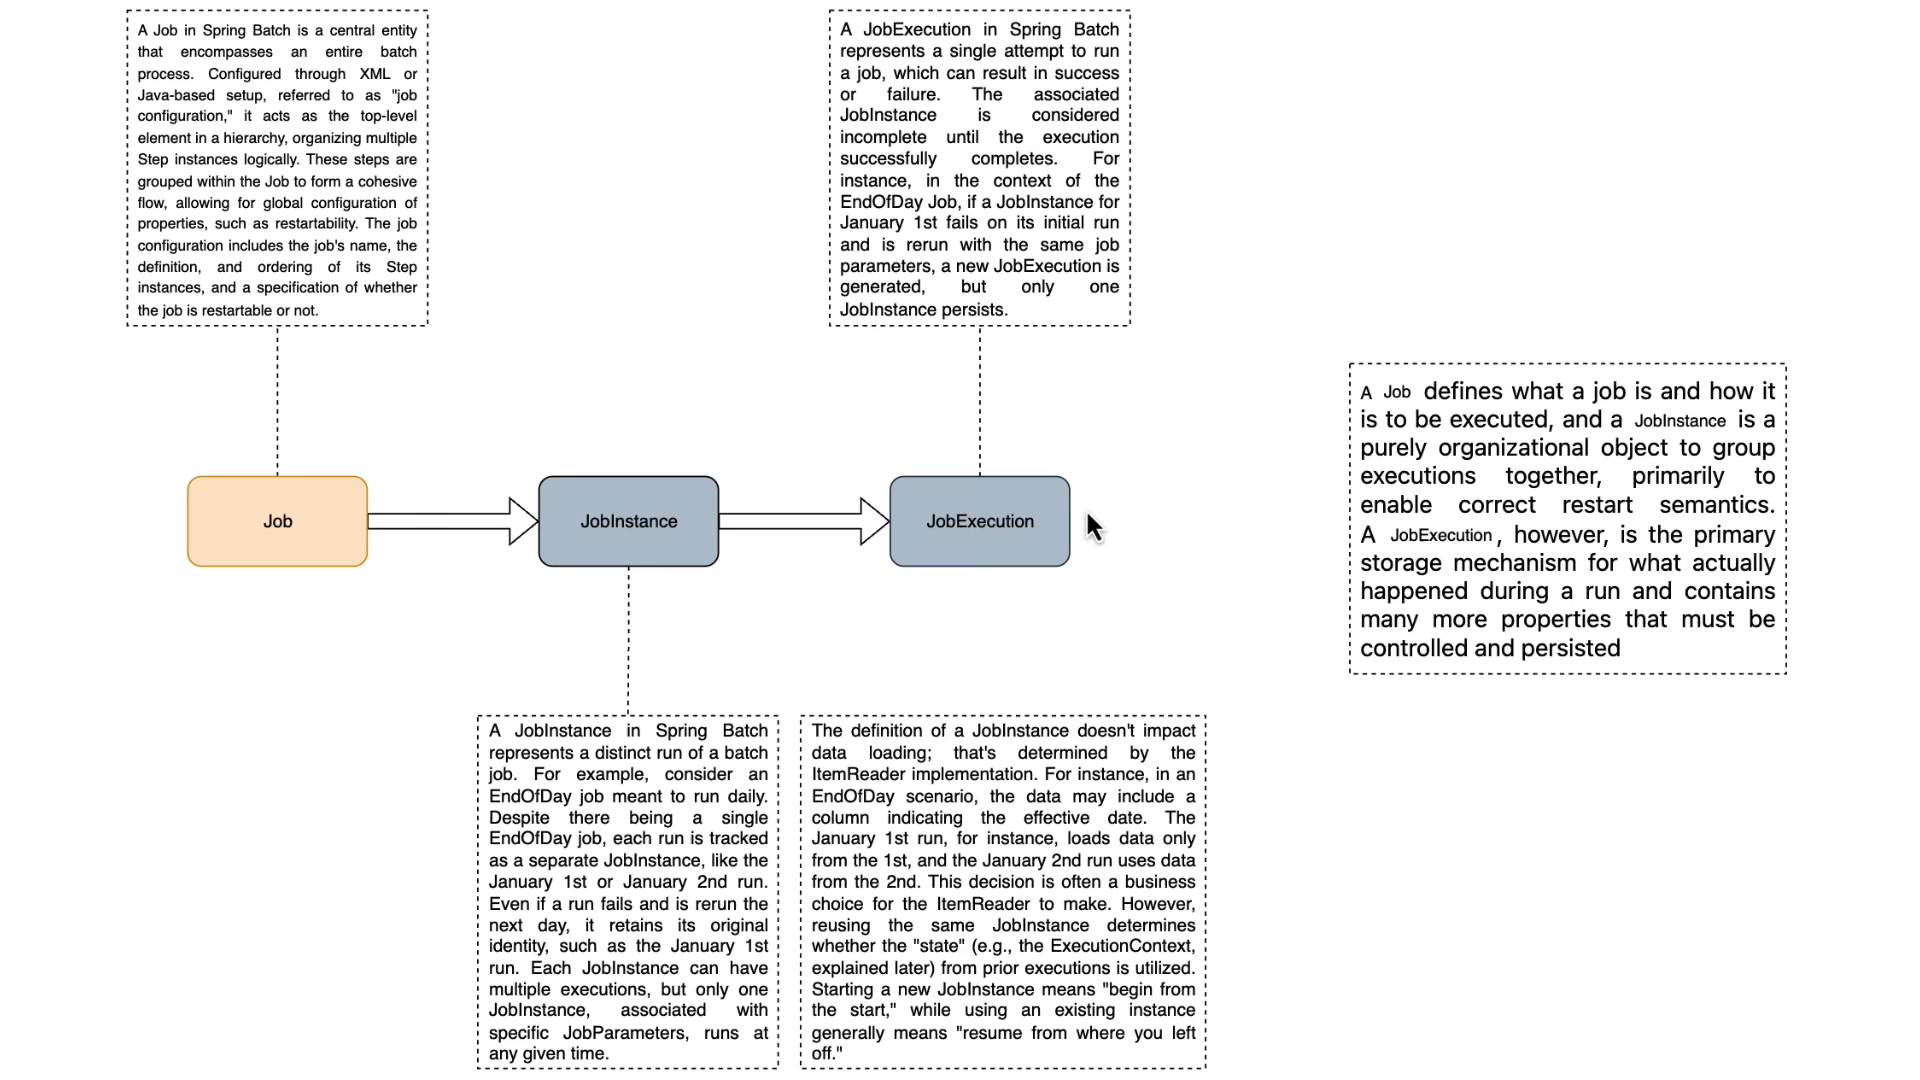 A Job in Spring Batch is a central entity
that encompasses an entire batch
process. Configured through XML or
Java-based setup, referred to as "job
configuration," it acts as the top-level
element in a hierarchy, organizing multiple
Step instances logically. These steps are
grouped within the Job to form a cohesive
flow, allowing for global configuration of
properties, such as restartability. The job
configuration includes the job's name, the
definition, and ordering of its Step
instances, and a specification of whether
the job is restartable or not.
A JobExecution in Spring Batch
represents a single attempt to run
a job, which can result in success
or failure. The associated
JobInstance is considered
incomplete until the execution
successfully completes. For
instance, in the context of the
EndOfDay Job, if a JobInstance for
January 1st fails on its initial run
and is rerun with the same job
parameters, a new JobExecution is
generated, but only one
JobInstance persists.
A Job defines what a job is and how it
is to be executed, and a JobInstance is a
purely organizational object to group
executions together, primarily to
enable correct restart semantics.
A JobExecution, however, is the primary
storage mechanism for what actually
happened during a run and contains
many more properties that must be
controlled and persisted
Job
JobInstance
JobExecution
A JobInstance in Spring Batch
represents a distinct run of a batch
job. For example, consider an
EndOfDay job meant to run daily.
Despite there being a single
EndOfDay job, each run is tracked
as a separate JobInstance, like the
January 1st or January 2nd run.
Even if a run fails and is rerun the
next day, it retains its original
identity, such as the January 1st
run. Each JobInstance can have
multiple executions, but only one
JobInstance, associated with
specific JobParameters, runs at
any given time.
The definition of a JobInstance doesn't impact
data loading; that's determined by the
ItemReader implementation. For instance, in an
EndOfDay scenario, the data may include a
column indicating the effective date. The
January 1st run, for instance, loads data only
from the 1st, and the January 2nd run uses data
from the 2nd. This decision is often a business
choice for the ItemReader to make. However,
reusing the same JobInstance determines
whether the "state" (e.g., the ExecutionContext,
explained later) from prior executions is utilized.
Starting a new JobInstance means "begin from
the start," while using an existing instance
generally means "resume from where you left
off."